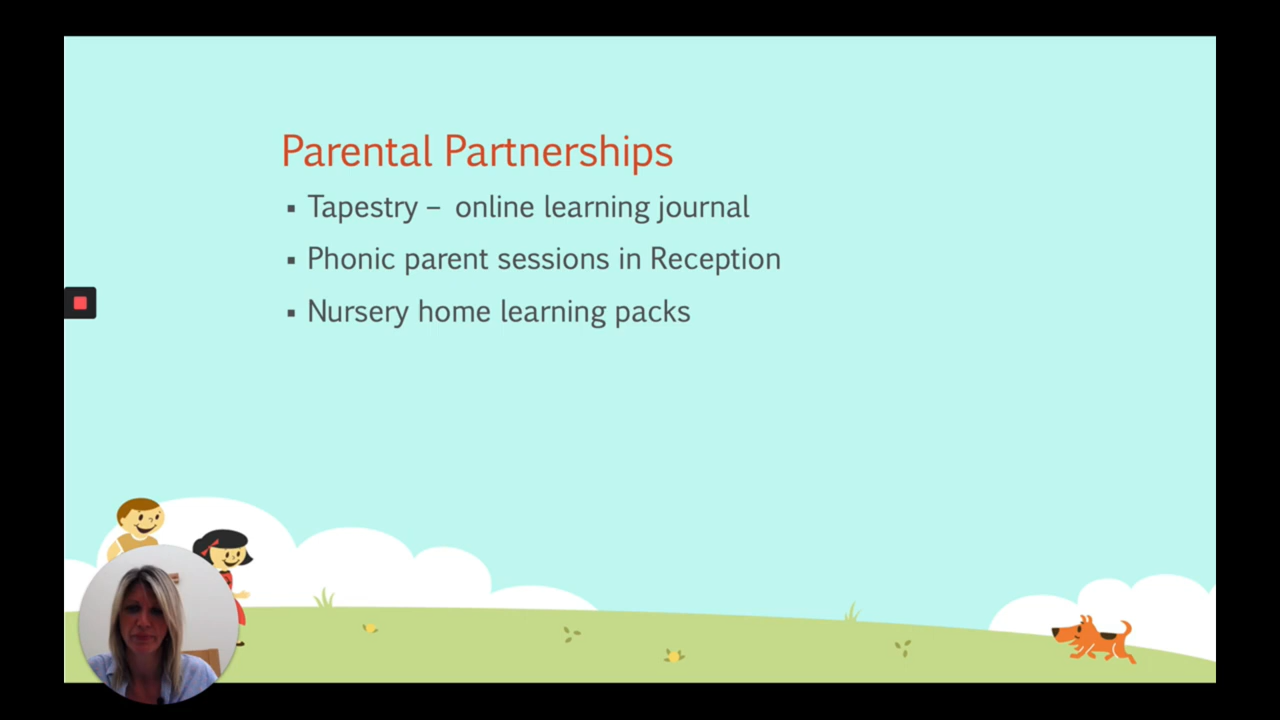 Parental Partnerships
▪ Tapestry – online learning journal
▪ Phonic parent sessions in Reception
▪ Nursery home learning packs